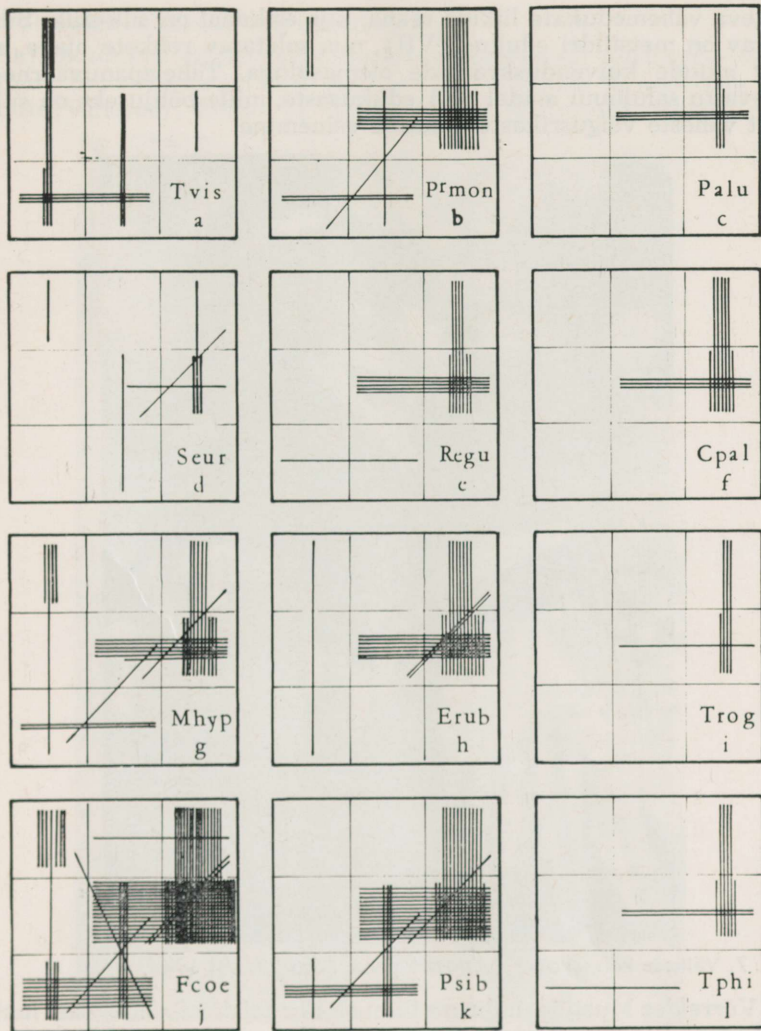 Tvis
a
Prmon
b
Palu
c
Seur
d
Regu
e
Cpal
f
Mhyp
g
Erub
h
Trog
i
Fcoe
j
Psib
k
Tphi
l